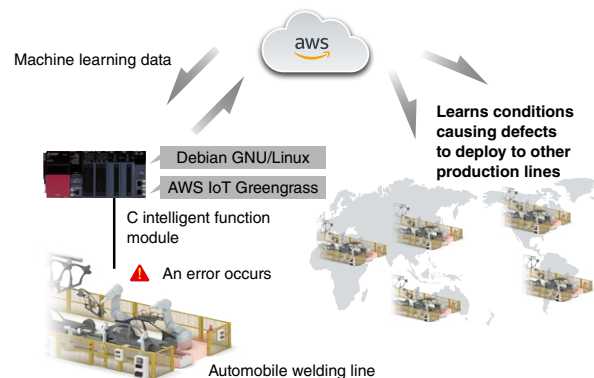 aws
Machine learning data
Learns conditions
causing defects
to deploy to other
production lines
Debian GNU/Linux
AWS IoT Greengrass
C intelligent function
module
An error occurs
Automobile welding line